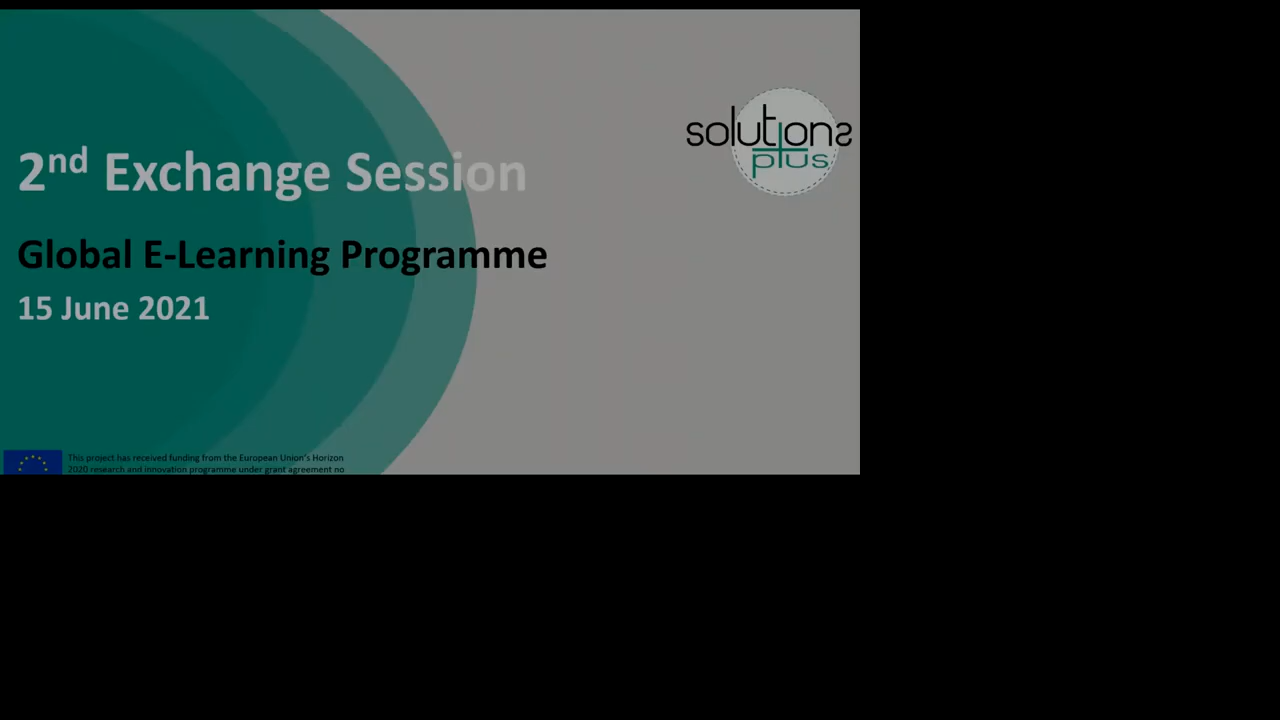 solutions
plus
2nd Exchange Session
Global E-Learning Programme
15 June 2021
This project has received funding from the European Union's Horizon
2020 research and innovation programme under grant agreement no